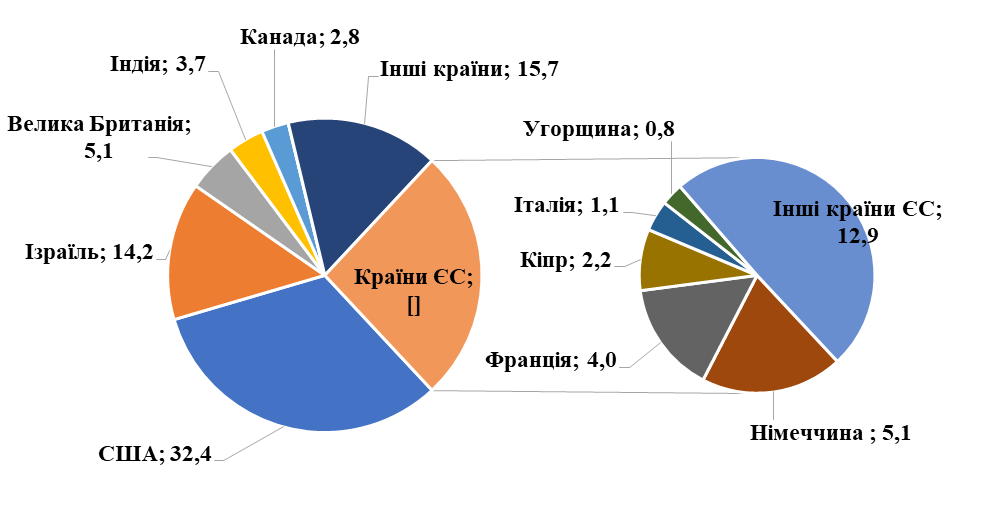 Канада; 2,8
Індія; 3,7
Інші країни; 15,7
Велика Британія;
5,1
Ізраїль; 14,2
Країни ЄС;
[]
США; 32,4
Угорщина; 0,8
Італія; 1,1
Кіпр; 2,2
Франція; 4,0
Інші країни ЄС;
12,9
Німеччина ; 5,1